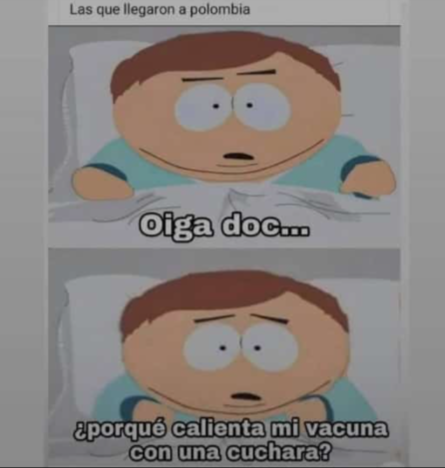 Las que llegaron a polombia
Oiga doc...
¿porqué calienta mi vacuna
con una cuchara?